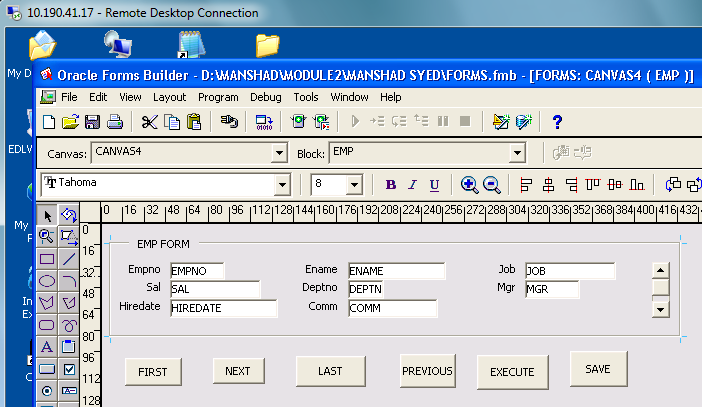 10.190.41.17 - Remote Desktop Connection
My D
Oracle Forms Builder - D:\MANSHAD\MODULE2\MANSHAD SYED\FORMS.fmb - [FORMS: CANVAS4 ( EMP )]
File Edit View Layout Program Debug Tools Window Help
EDLV
Canvas: CANVAS4 Block: EMP
Tahoma 8 B I U
0 16 32 48 64 80 96 112 128 144 160 176 192 208 224 240 256 272 288 304 320 336 352 368 384 400 416 432
My
0
16
32
48
64
80
96
112
128
EMP FORM
Empno EMPNO Ename ENAME Job JOB
Sal SAL Deptno DEPTN Mgr MGR
Hiredate HIREDATE Comm COMM
In
Ex
FIRST NEXT LAST PREVIOUS EXECUTE SAVE